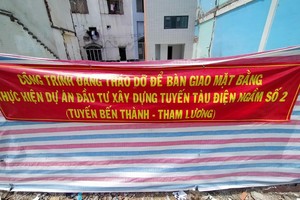 CÔNG TRÌNH ĐANG THÁO DỠ ĐỂ BÀN GIAO MẶT BẰNG
THỰC HIỆN DỰ ÁN ĐẦU TƯ XÂY DỰNG TUYẾN TÀU ĐIỆN NGẦM SỐ 2
(TUYẾN BẾN THÀNH - THAM LƯƠNG)